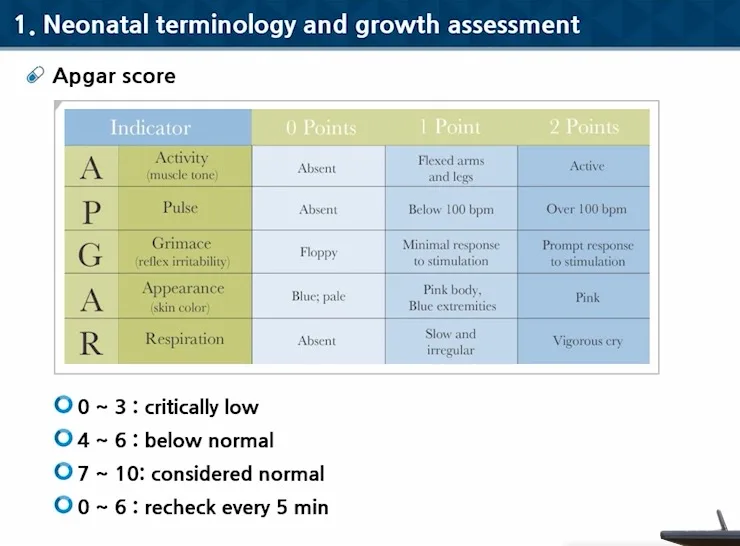 1. Neonatal terminology and growth assessment
Apgar score
Indicator 0 Points 1 Point 2 Points
A Activity (muscle tone) Absent Flexed arms and legs Active
P Pulse Absent Below 100 bpm Over 100 bpm
G Grimace (reflex irritability) Floppy Minimal response to stimulation Prompt response to stimulation
A Appearance (skin color) Blue; pale Pink body, Blue extremities Pink
R Respiration Absent Slow and irregular Vigorous cry
0 ~ 3 : critically low
4 ~ 6 : below normal
7 ~ 10: considered normal
0 ~ 6 : recheck every 5 min